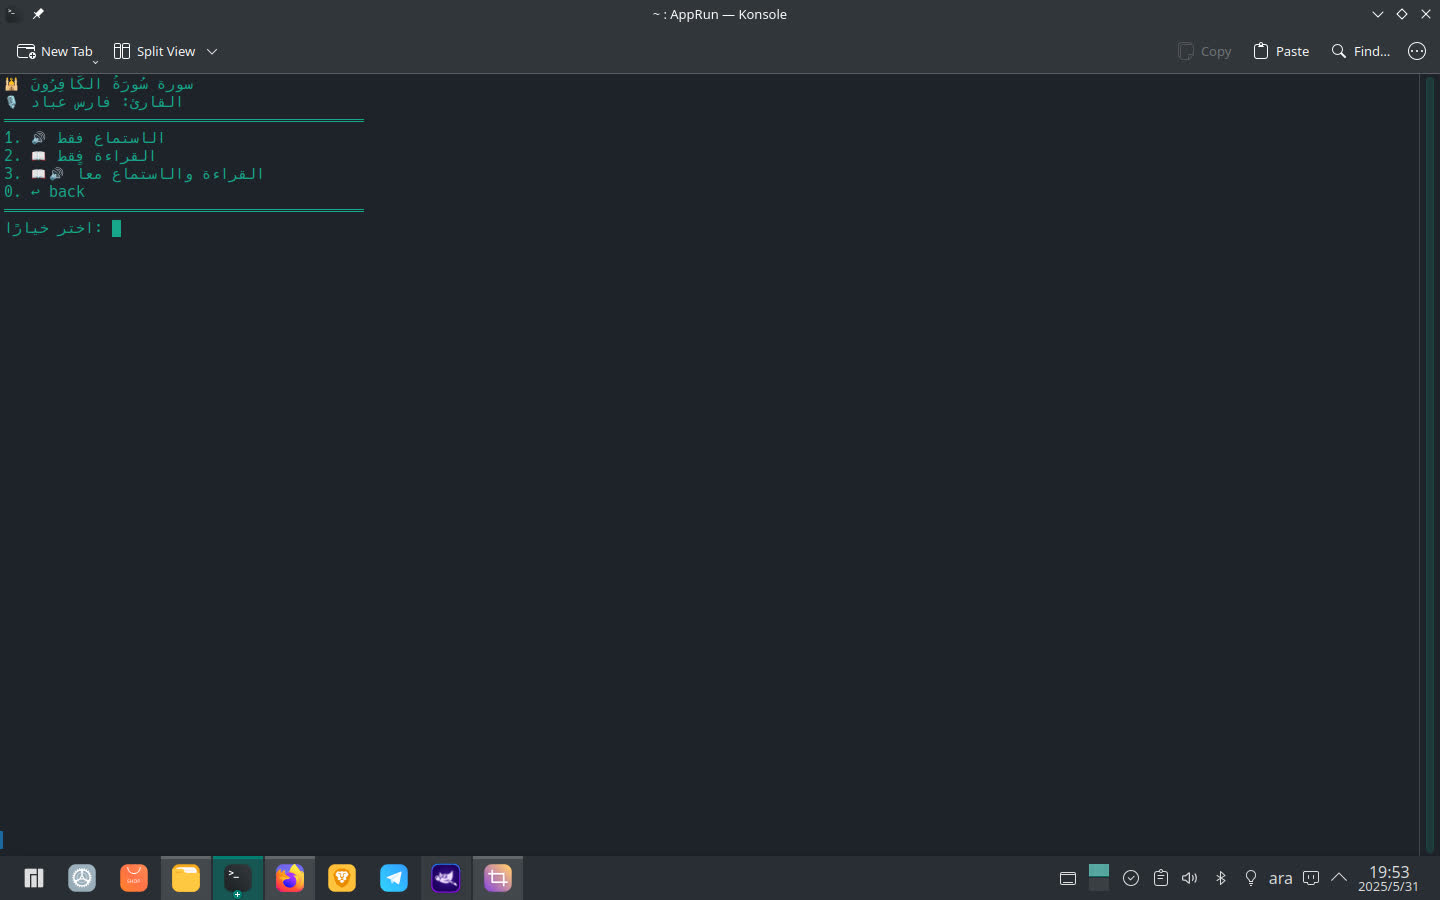 ~ : AppRun — Konsole
New Tab
Split View
Copy
Paste
Find...
🕌 سورة سُورَةُ الكَافِرُونَ
🎙️ القارئ: فارس عباد
1. 🔊 الاستماع فقط
2. 📖 القراءة فقط
3. 📖🔊 القراءة والاستماع معاً
0. ↩ back
اختر خيارًا:
SHOP
ara
19:53
2025/5/31